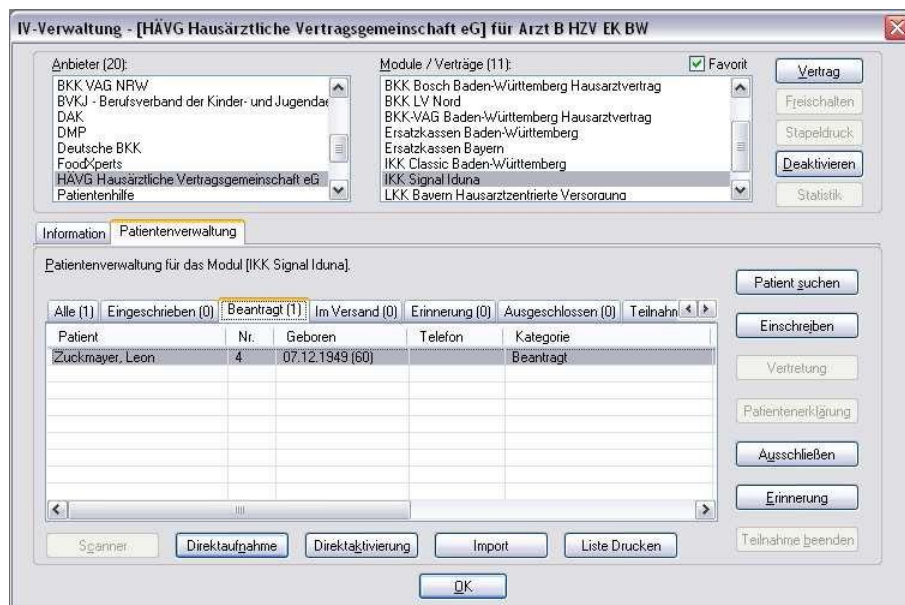 IV-Verwaltung - [HÄVG Hausärztliche Vertragsgemeinschaft eG] für Arzt B HZV EK BW
Anbieter (20):
BKK VAG NRW
BVKJ - Berufsverband der Kinder- und Jugendae
DAK
DMP
Deutsche BKK
FoodXperts
HÄVG Hausärztliche Vertragsgemeinschaft eG
Patientenhilfe
Module / Verträge (11):
Favorit
BKK Bosch Baden-Württemberg Hausarztvertrag
BKK LV Nord
BKK-VAG Baden-Württemberg Hausarztvertrag
Ersatzkassen Baden-Württemberg
Ersatzkassen Bayern
IKK Classic Baden-Württemberg
IKK Signal Iduna
LKK Bayern Hausarztzentrierte Versorgung
Vertrag
Freischalten
Stapeldruck
Deaktivieren
Statistik
Information Patientenverwaltung
Patientenverwaltung für das Modul [IKK Signal Iduna].
Alle (1) Eingeschrieben (0) Beantragt (1) Im Versand (0) Erinnerung (0) Ausgeschlossen (0) Teilnahn
Patient Nr. Geboren Telefon Kategorie
Zuckmayer, Leon 4 07.12.1949 (60) Beantragt
Patient suchen
Einschreiben
Vertretung
Patientenerklärung
Ausschließen
Erinnerung
Teilnahme beenden
Scanner Direktaufnahme Direktaktivierung Import Liste Drucken
OK